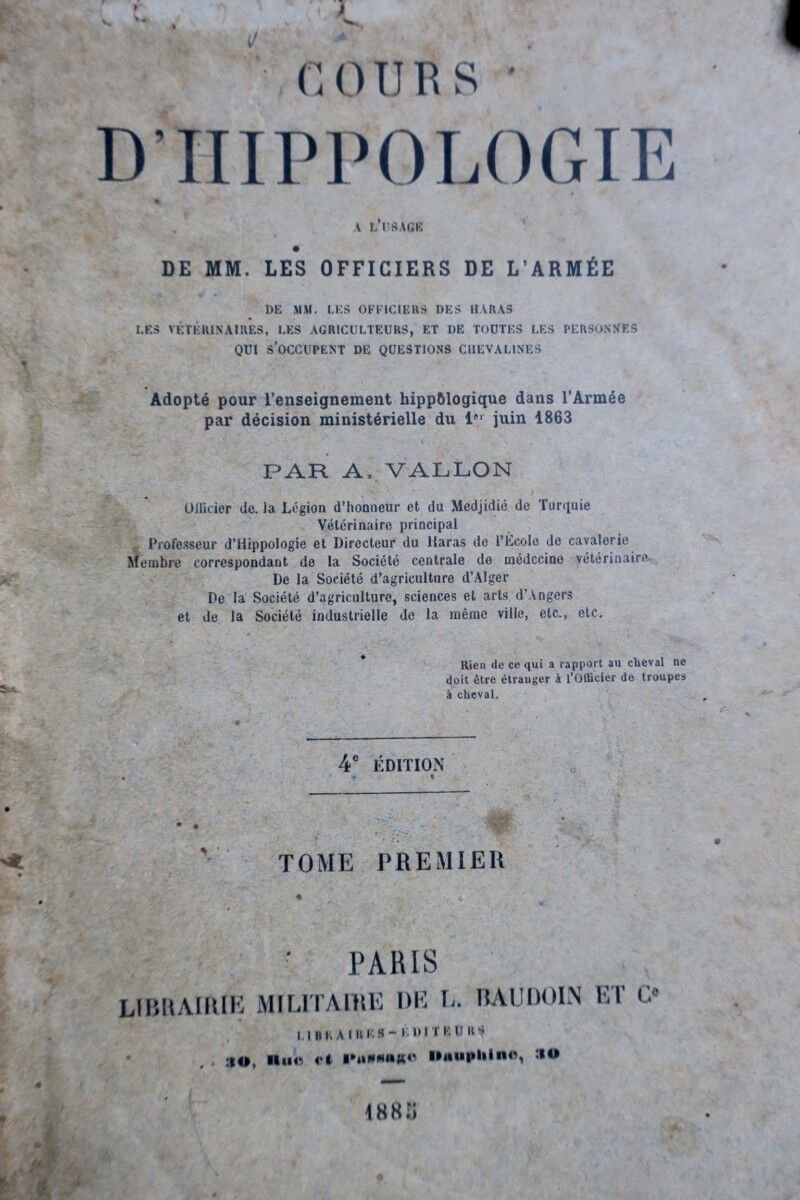 COURS
D'HIPPOLOGIE
A L'USAGE
DE MM. LES OFFICIERS DE L'ARMÉE
DE MM. LES OFFICIERS DES HARAS
LES VÉTÉRINAIRES, LES AGRICULTEURS, ET DE TOUTES LES PERSONNES
QUI S'OCCUPENT DE QUESTIONS CHEVALINES
Adopté pour l'enseignement hippologique dans l'Armée
par décision ministérielle du 1er juin 1863
PAR A. VALLON
Officier de la Légion d'honneur et du Medjidié de Turquie
Vétérinaire principal
Professeur d'Hippologie et Directeur du Haras de l'École de cavalerie
Membre correspondant de la Société centrale de médecine vétérinaire
De la Société d'agriculture d'Alger
De la Société d'agriculture, sciences et arts d'Angers
et de la Société industrielle de la même ville, etc., etc.
Rien de ce qui a rapport au cheval ne
doit être étranger à l'Officier de troupes
à cheval.
4e ÉDITION
TOME PREMIER
PARIS
LIBRAIRIE MILITAIRE DE L. BAUDOIN ET Ce
LIBRAIRES-ÉDITEURS
30, Rue et Passage Dauphine, 30
1885